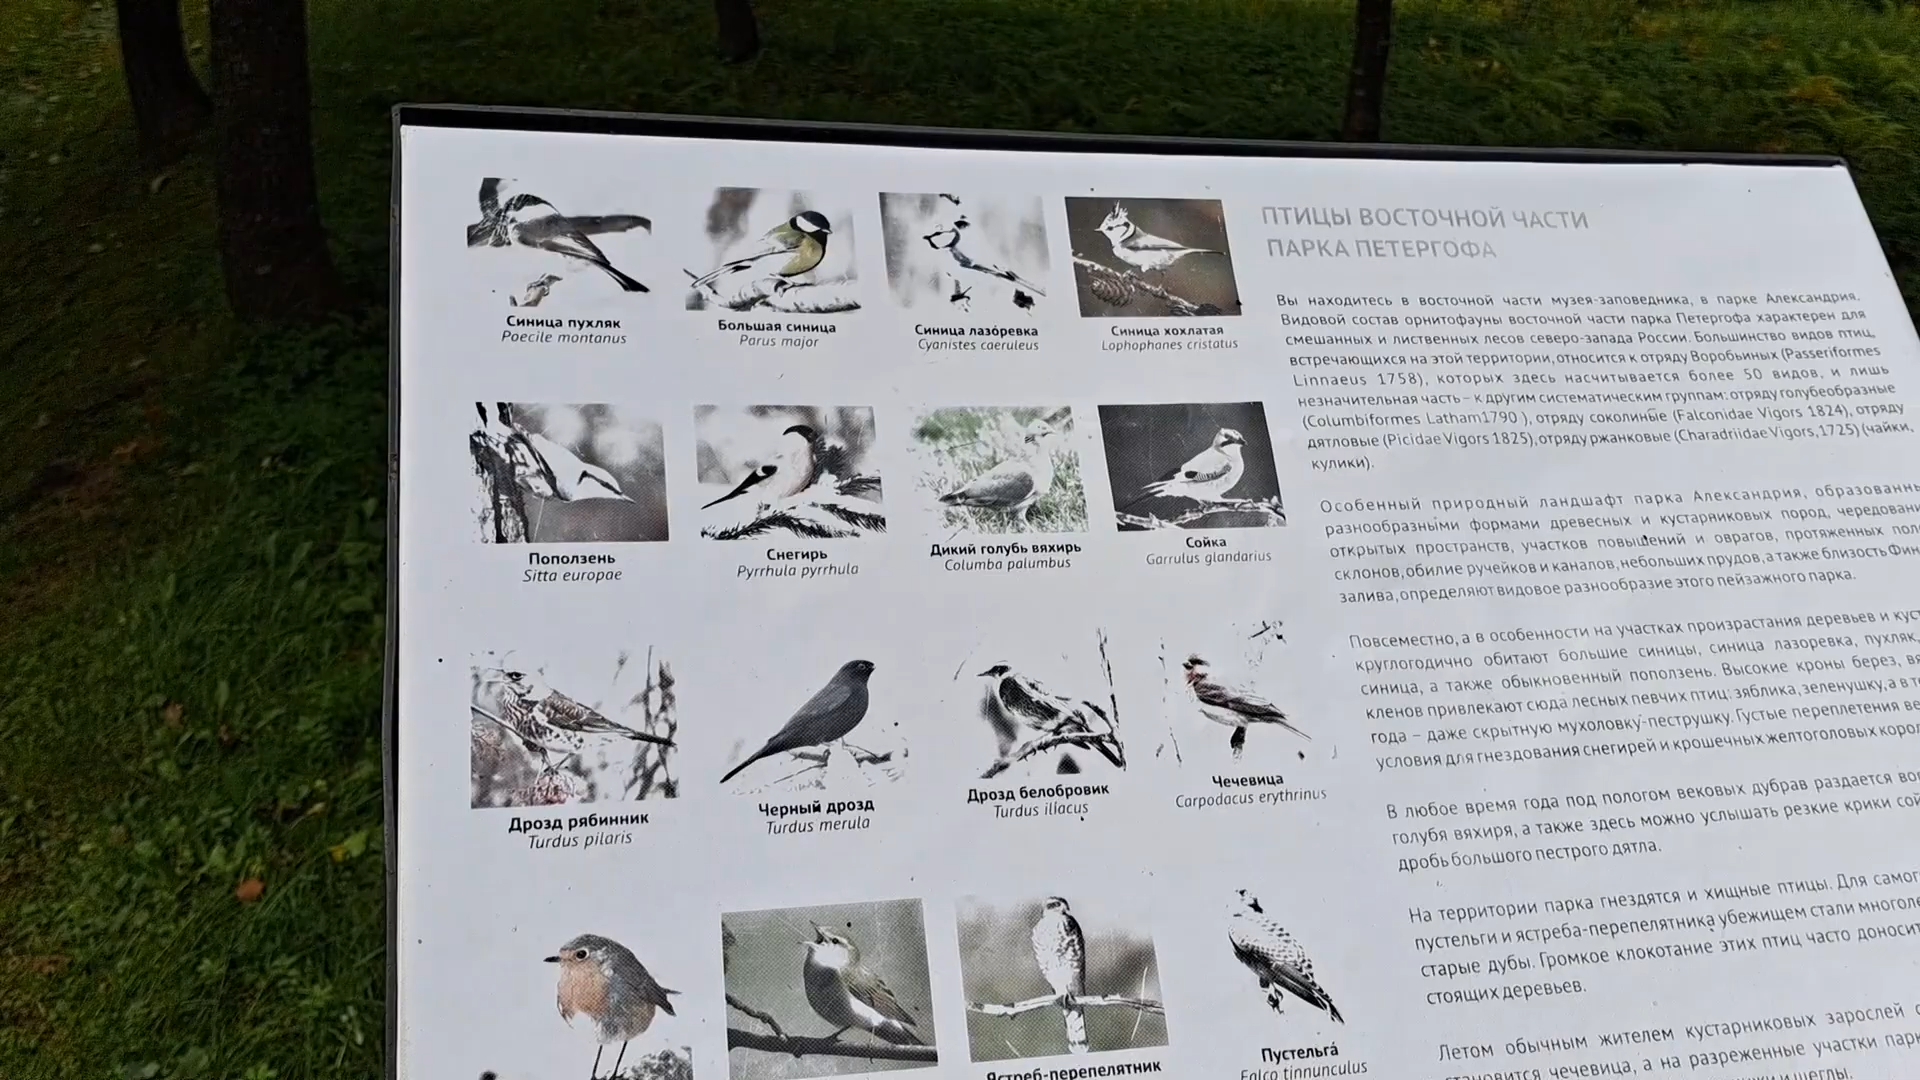 Синица пухляк
Poecile montanus
Большая синица
Parus major
Синица лазо́ревка
Cyanistes caeruleus
Синица хохлатая
Lophophanes cristatus
Поползень
Sitta europae
Снегирь
Pyrrhula pyrrhula
Дикий голубь вяхирь
Columba palumbus
Сойка
Garrulus glandarius
Дрозд рябинник
Turdus pilaris
Черный дрозд
Turdus merula
Дрозд белобровик
Turdus illacus
Чечевица
Carpodacus erythrinus
Ястреб-перепелятник
Пустельга́
Falco tinnunculus
ПТИЦЫ ВОСТОЧНОЙ ЧАСТИ
ПАРКА ПЕТЕРГОФА
Вы находитесь в восточной части музея-заповедника, в парке Александрия.
Видовой состав орнитофауны восточной части парка Петергофа характерен для
смешанных и лиственных лесов северо-запада России. Большинство видов птиц,
встречающихся на этой территории, относится к отряду Воробьиных (Passeriformes
Linnaeus 1758), которых здесь насчитывается более 50 видов, и лишь
незначительная часть – к другим систематическим группам: отряду голубеобразные
(Columbiformes Latham1790 ), отряду соколиные (Falconidae Vigors 1824), отряду
дятловые (Picidae Vigors 1825), отряду ржанковые (Charadriidae Vigors,1725) (чайки,
кулики).
Особенный природный ландшафт парка Александрия,
разнообразными формами древесных и кустарниковых пород,
открытых пространств, участков повышений и оврагов, протяженных
склонов, обилие ручейков и каналов, небольших прудов, а также близость
залива, определяют видовое разнообразие этого пейзажного парка.
Повсеместно, а в особенности на участках произрастания деревьев и
круглогодично обитают большие синицы, синица лазоревка, пухляк,
синица, а также обыкновенный поползень. Высокие кроны берез,
кленов привлекают сюда лесных певчих птиц: зяблика, зеленушку, а в
года – даже скрытную мухоловку-пеструшку. Густые переплетения
условия для гнездования снегирей и крошечных желтоголовых
В любое время года под пологом вековых дубрав раздается
голубя вяхиря, а также здесь можно услышать резкие крики
дробь большого пестрого дятла.
На территории парка гнездятся и хищные птицы. Для
пустельги и ястреба-перепелятника убежищем стали
старые дубы. Громкое клокотание этих птиц часто
стоящих деревьев.
Летом обычным жителем кустарниковых зарослей
становится чечевица, а на разреженные участки
и щеглы.